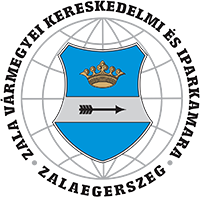 ZALA VÁRMEGYEI KERESKEDELMI ÉS IPARKAMARA
· ZALAEGERSZEG ·